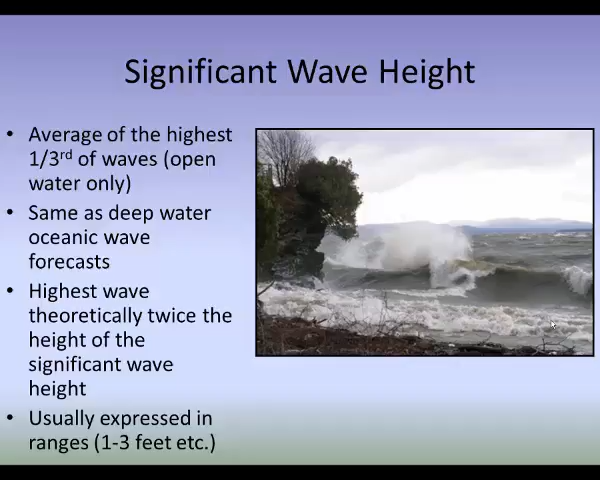 Significant Wave Height
• Average of the highest
1/3rd of waves (open
water only)
• Same as deep water
oceanic wave
forecasts
• Highest wave
theoretically twice the
height of the
significant wave
height
• Usually expressed in
ranges (1-3 feet etc.)